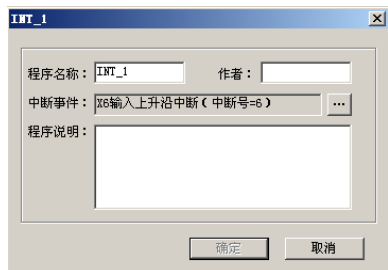 INT_1
程序名称： INT_1 作者：
中断事件： X6输入上升沿中断（中断号=6） ...
程序说明：
确定 取消